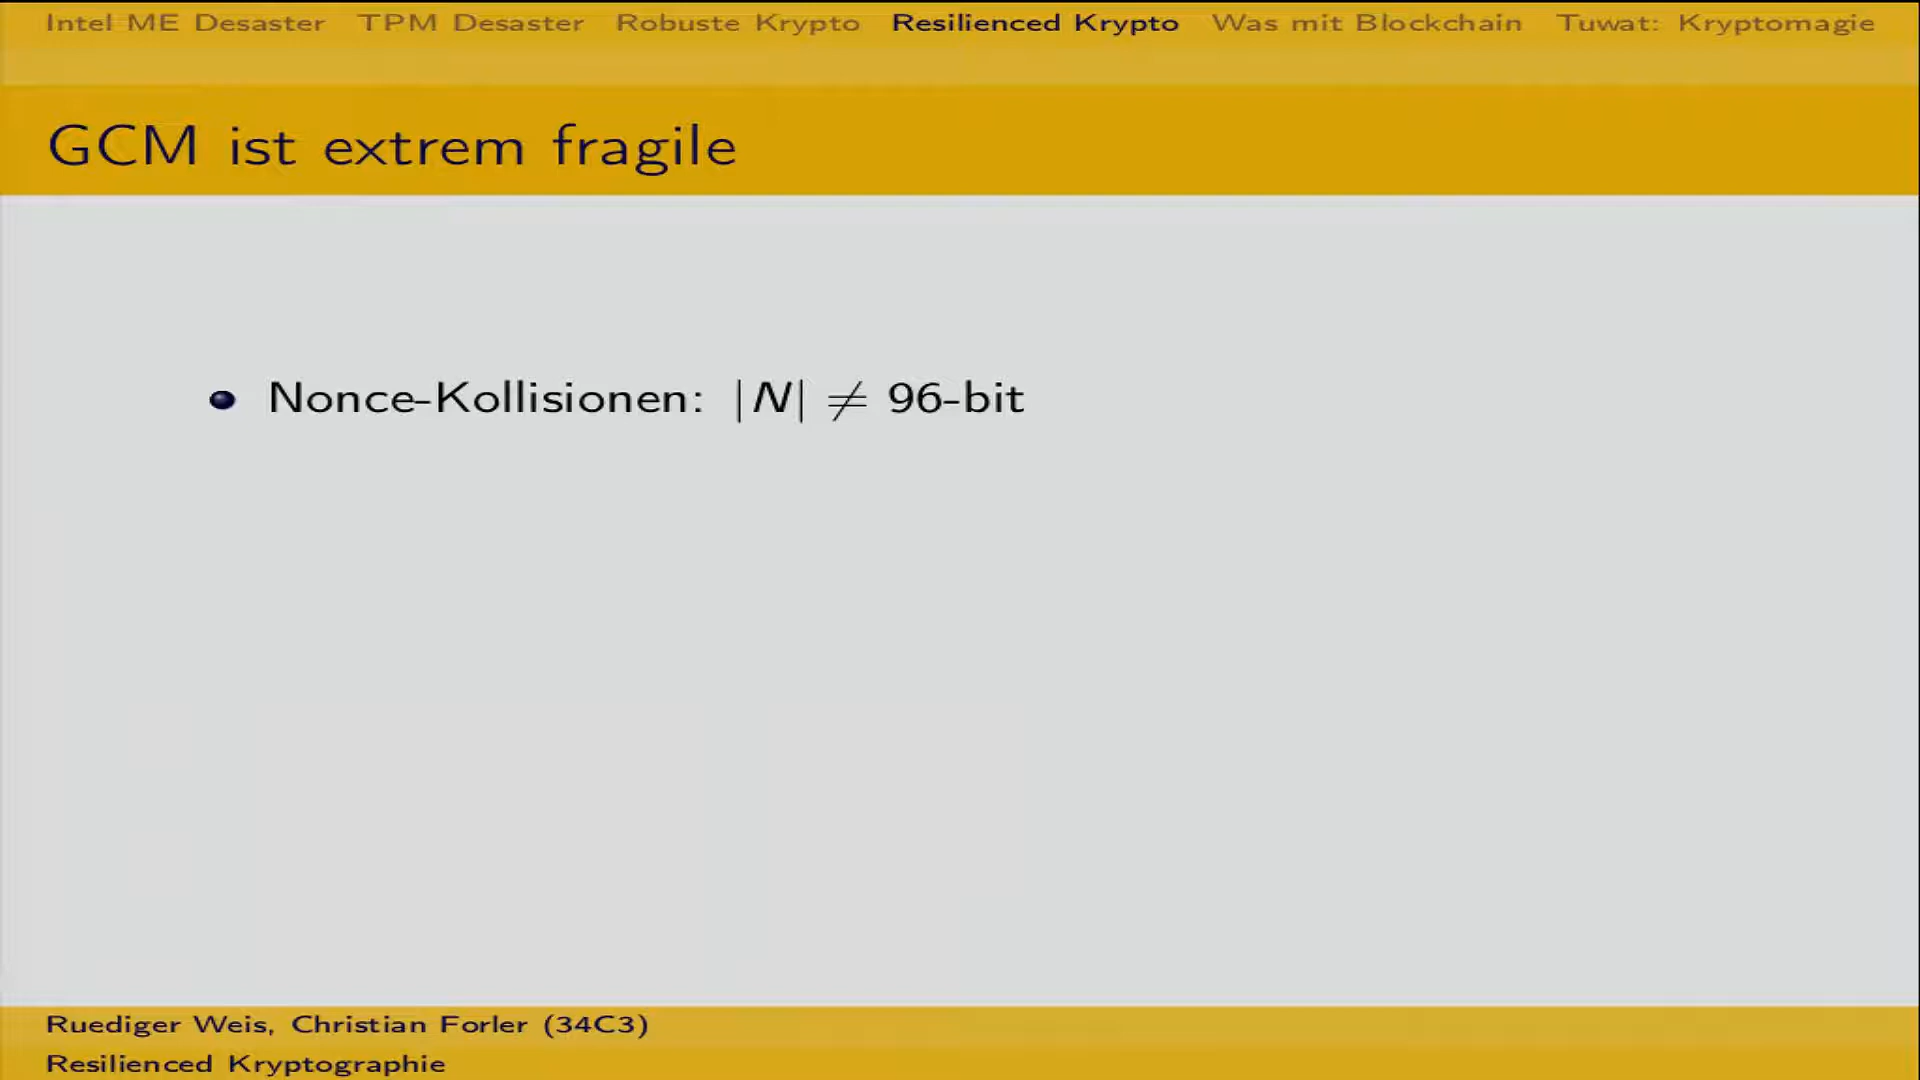 Intel ME Desaster TPM Desaster Robuste Krypto Resilienced Krypto Was mit Blockchain Tuwat: Kryptomagie
GCM ist extrem fragile
Nonce-Kollisionen: |N| ≠ 96-bit
Ruediger Weis, Christian Forler (34C3)
Resilienced Kryptographie